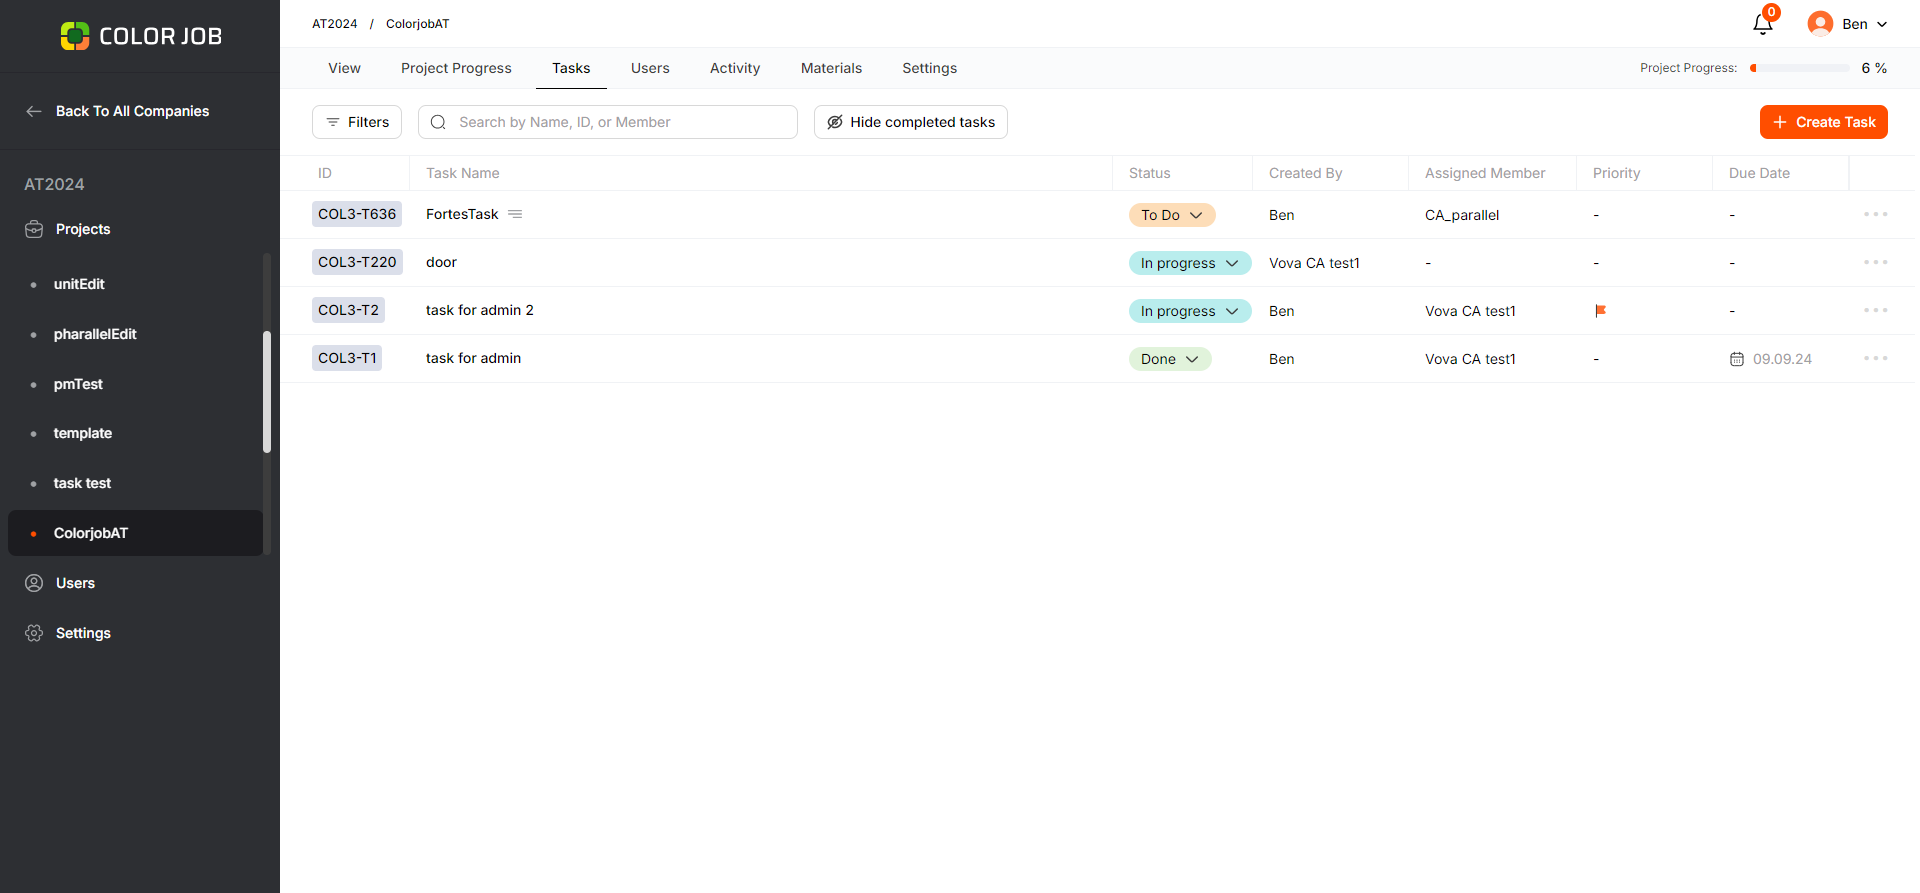 COLOR JOB
Back To All Companies
AT2024
Projects
unitEdit
pharallelEdit
pmTest
template
task test
ColorjobAT
Users
Settings
AT2024 / ColorjobAT
0
Ben
View Project Progress Tasks Users Activity Materials Settings
Project Progress: 6 %
Filters Search by Name, ID, or Member Hide completed tasks + Create Task
ID Task Name Status Created By Assigned Member Priority Due Date
COL3-T636 FortesTask To Do Ben CA_parallel - -
COL3-T220 door In progress Vova CA test1 - - -
COL3-T2 task for admin 2 In progress Ben Vova CA test1 -
COL3-T1 task for admin Done Ben Vova CA test1 - 09.09.24